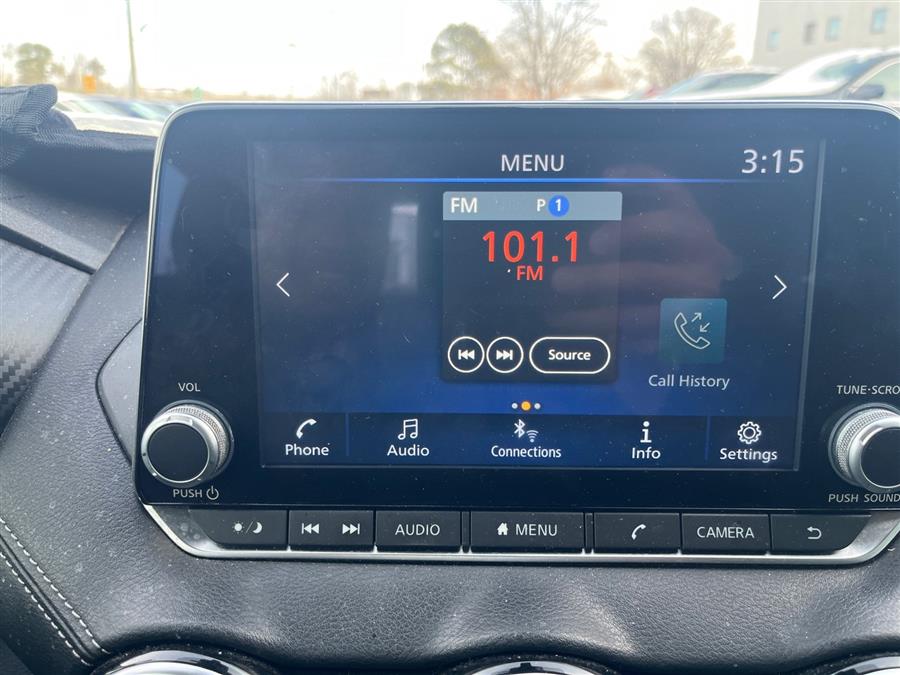 MENU 3:15
FM P 1
101.1
FM
Source
Call History
VOL
TUNE·SCRO
Phone Audio Connections Info Settings
PUSH
PUSH SOUND
AUDIO MENU CAMERA